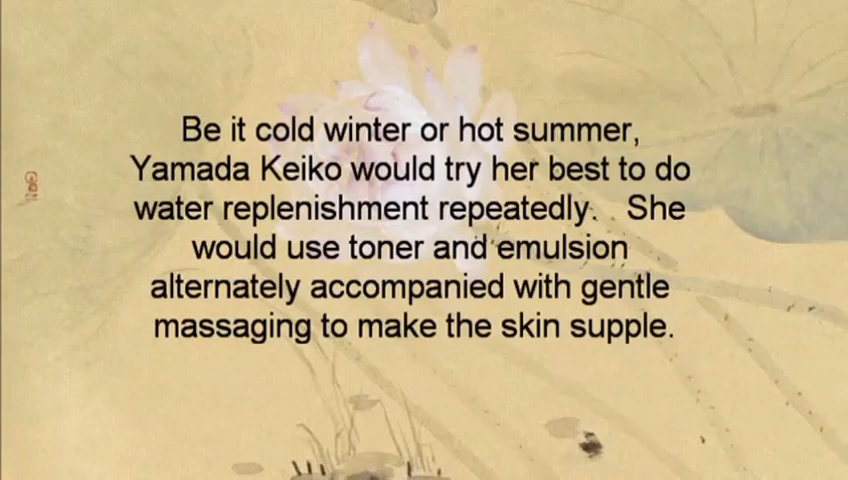 Be it cold winter or hot summer,
Yamada Keiko would try her best to do
water replenishment repeatedly. She
would use toner and emulsion
alternately accompanied with gentle
massaging to make the skin supple.